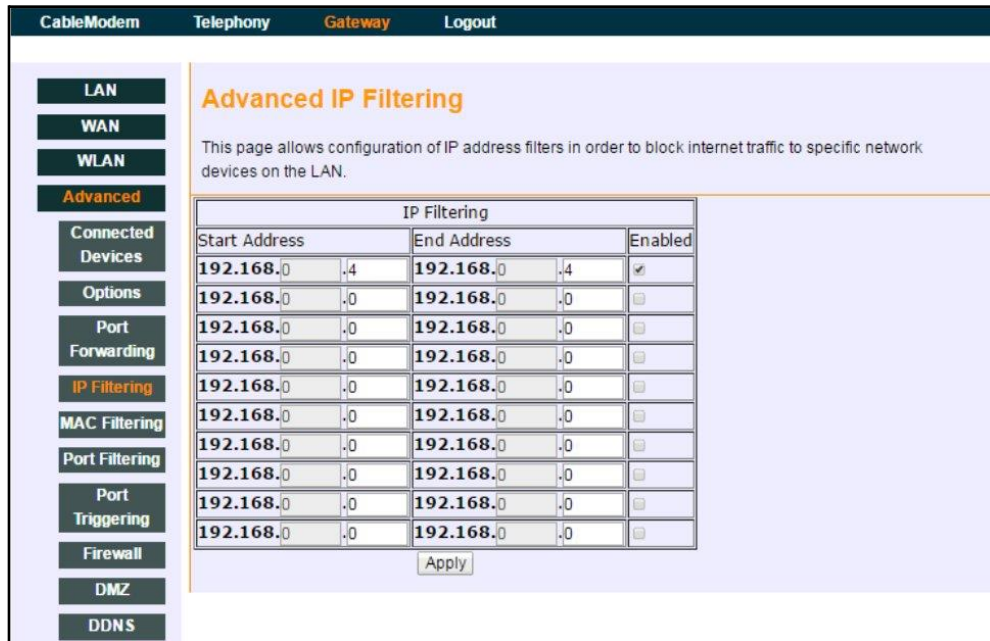 CableModem Telephony Gateway Logout
LAN
WAN
WLAN
Advanced
Connected
Devices
Options
Port
Forwarding
IP Filtering
MAC Filtering
Port Filtering
Port
Triggering
Firewall
DMZ
DDNS
Advanced IP Filtering
This page allows configuration of IP address filters in order to block internet traffic to specific network
devices on the LAN.
IP Filtering
Start Address End Address Enabled
192.168.0 .4 192.168.0 .4
192.168.0 .0 192.168.0 .0
192.168.0 .0 192.168.0 .0
192.168.0 .0 192.168.0 .0
192.168.0 .0 192.168.0 .0
192.168.0 .0 192.168.0 .0
192.168.0 .0 192.168.0 .0
192.168.0 .0 192.168.0 .0
192.168.0 .0 192.168.0 .0
192.168.0 .0 192.168.0 .0
Apply